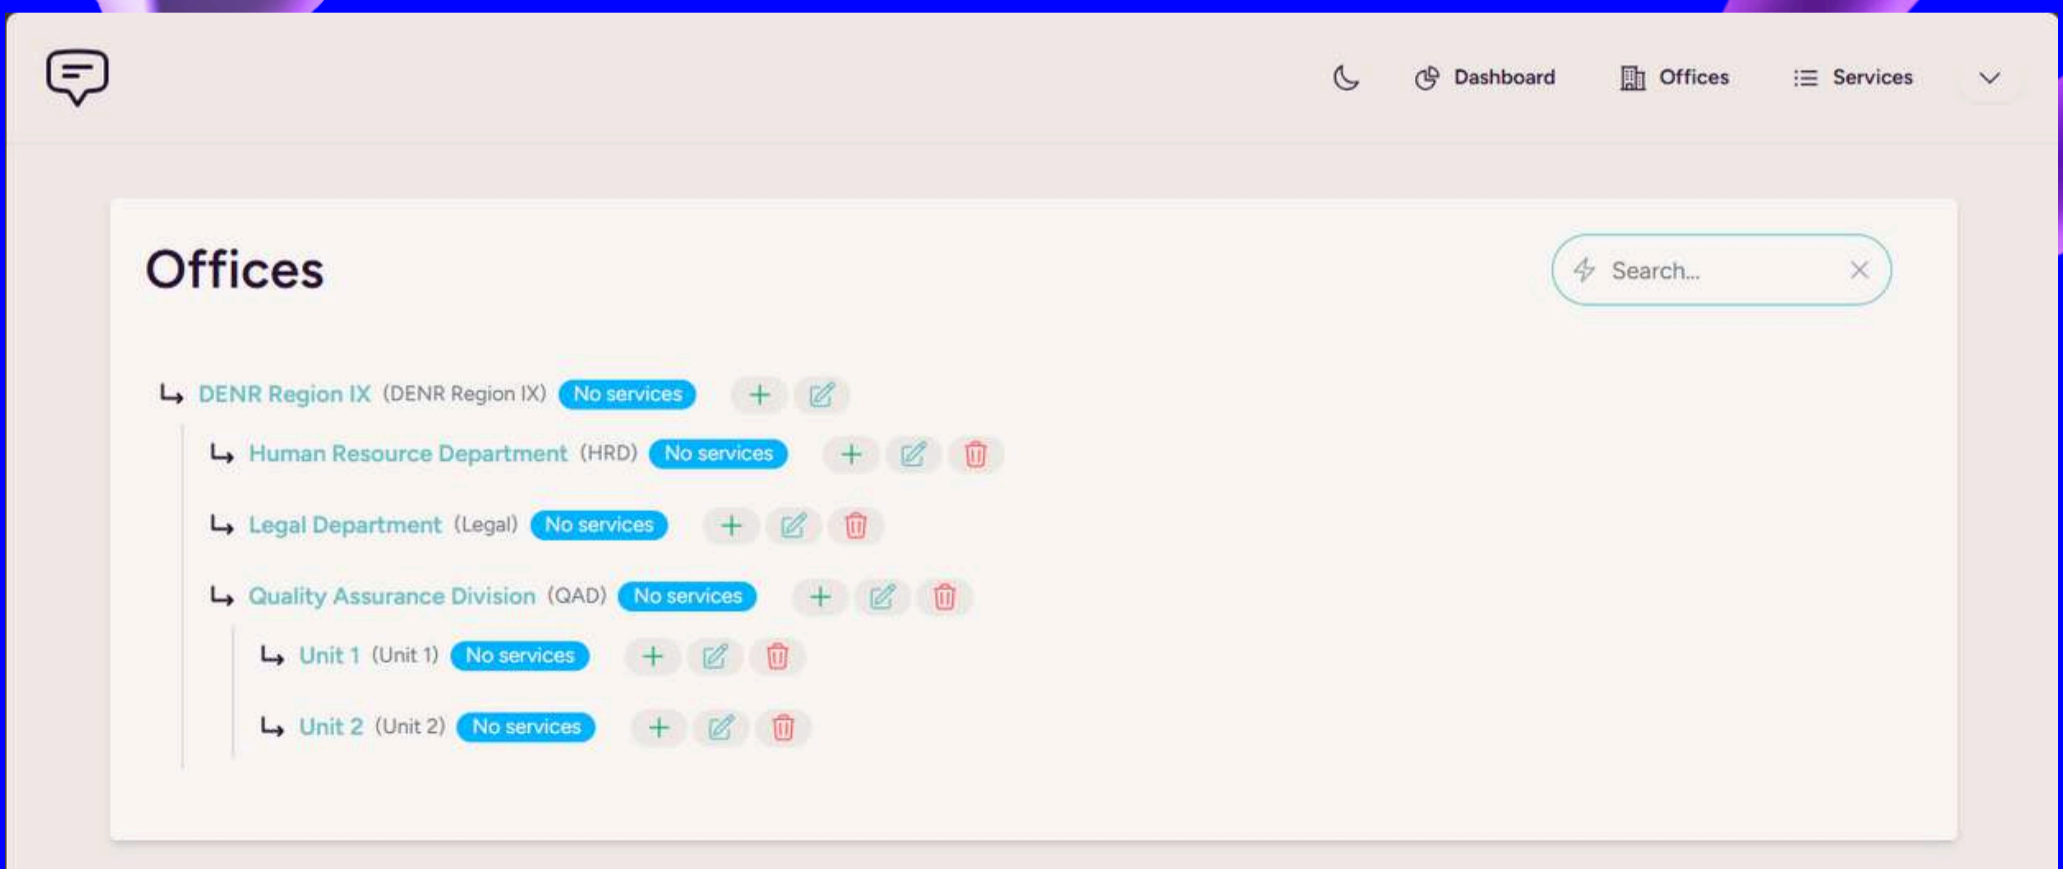 Dashboard Offices Services
Offices
Search...
DENR Region IX (DENR Region IX) No services
Human Resource Department (HRD) No services
Legal Department (Legal) No services
Quality Assurance Division (QAD) No services
Unit 1 (Unit 1) No services
Unit 2 (Unit 2) No services